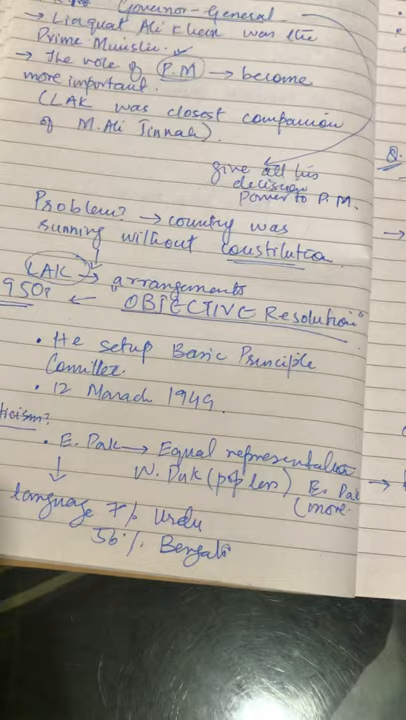 Governor-General
→ Liaquat Ali Khan was the
Prime Minister.
→ The role of P.M → become
more important.
(LAK was closest companion
of M.Ali Jinnah).
give all his
decision
power to P.M.
Problem? → country was
running without Constitution.
LAK → arrangements
950? ← "OBJECTIVE Resolution"
• He setup Basic Principle
Committee
• 12 March 1949.
ticism?
• E. Pak → Equal representation
W. Pak (pop less) E. Pak
(more
language 7% Urdu
56% Bengali
Q.